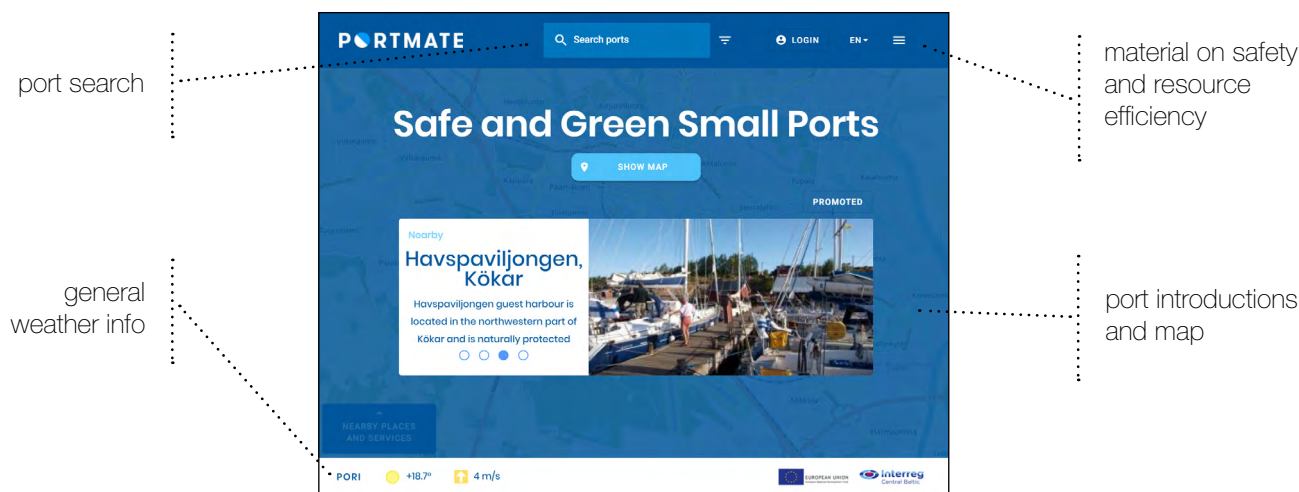 PORTMATE
Search ports
LOGIN
EN
port search
material on safety
and resource
efficiency
Safe and Green Small Ports
SHOW MAP
PROMOTED
Nearby
Havspaviljongen,
Kökar
Havspaviljongen guest harbour is
located in the northwestern part of
Kökar and is naturally protected
general
weather info
port introductions
and map
NEARBY PLACES
AND SERVICES
PORI
+18.7°
4 m/s
EUROPEAN UNION
Interreg
Central Baltic